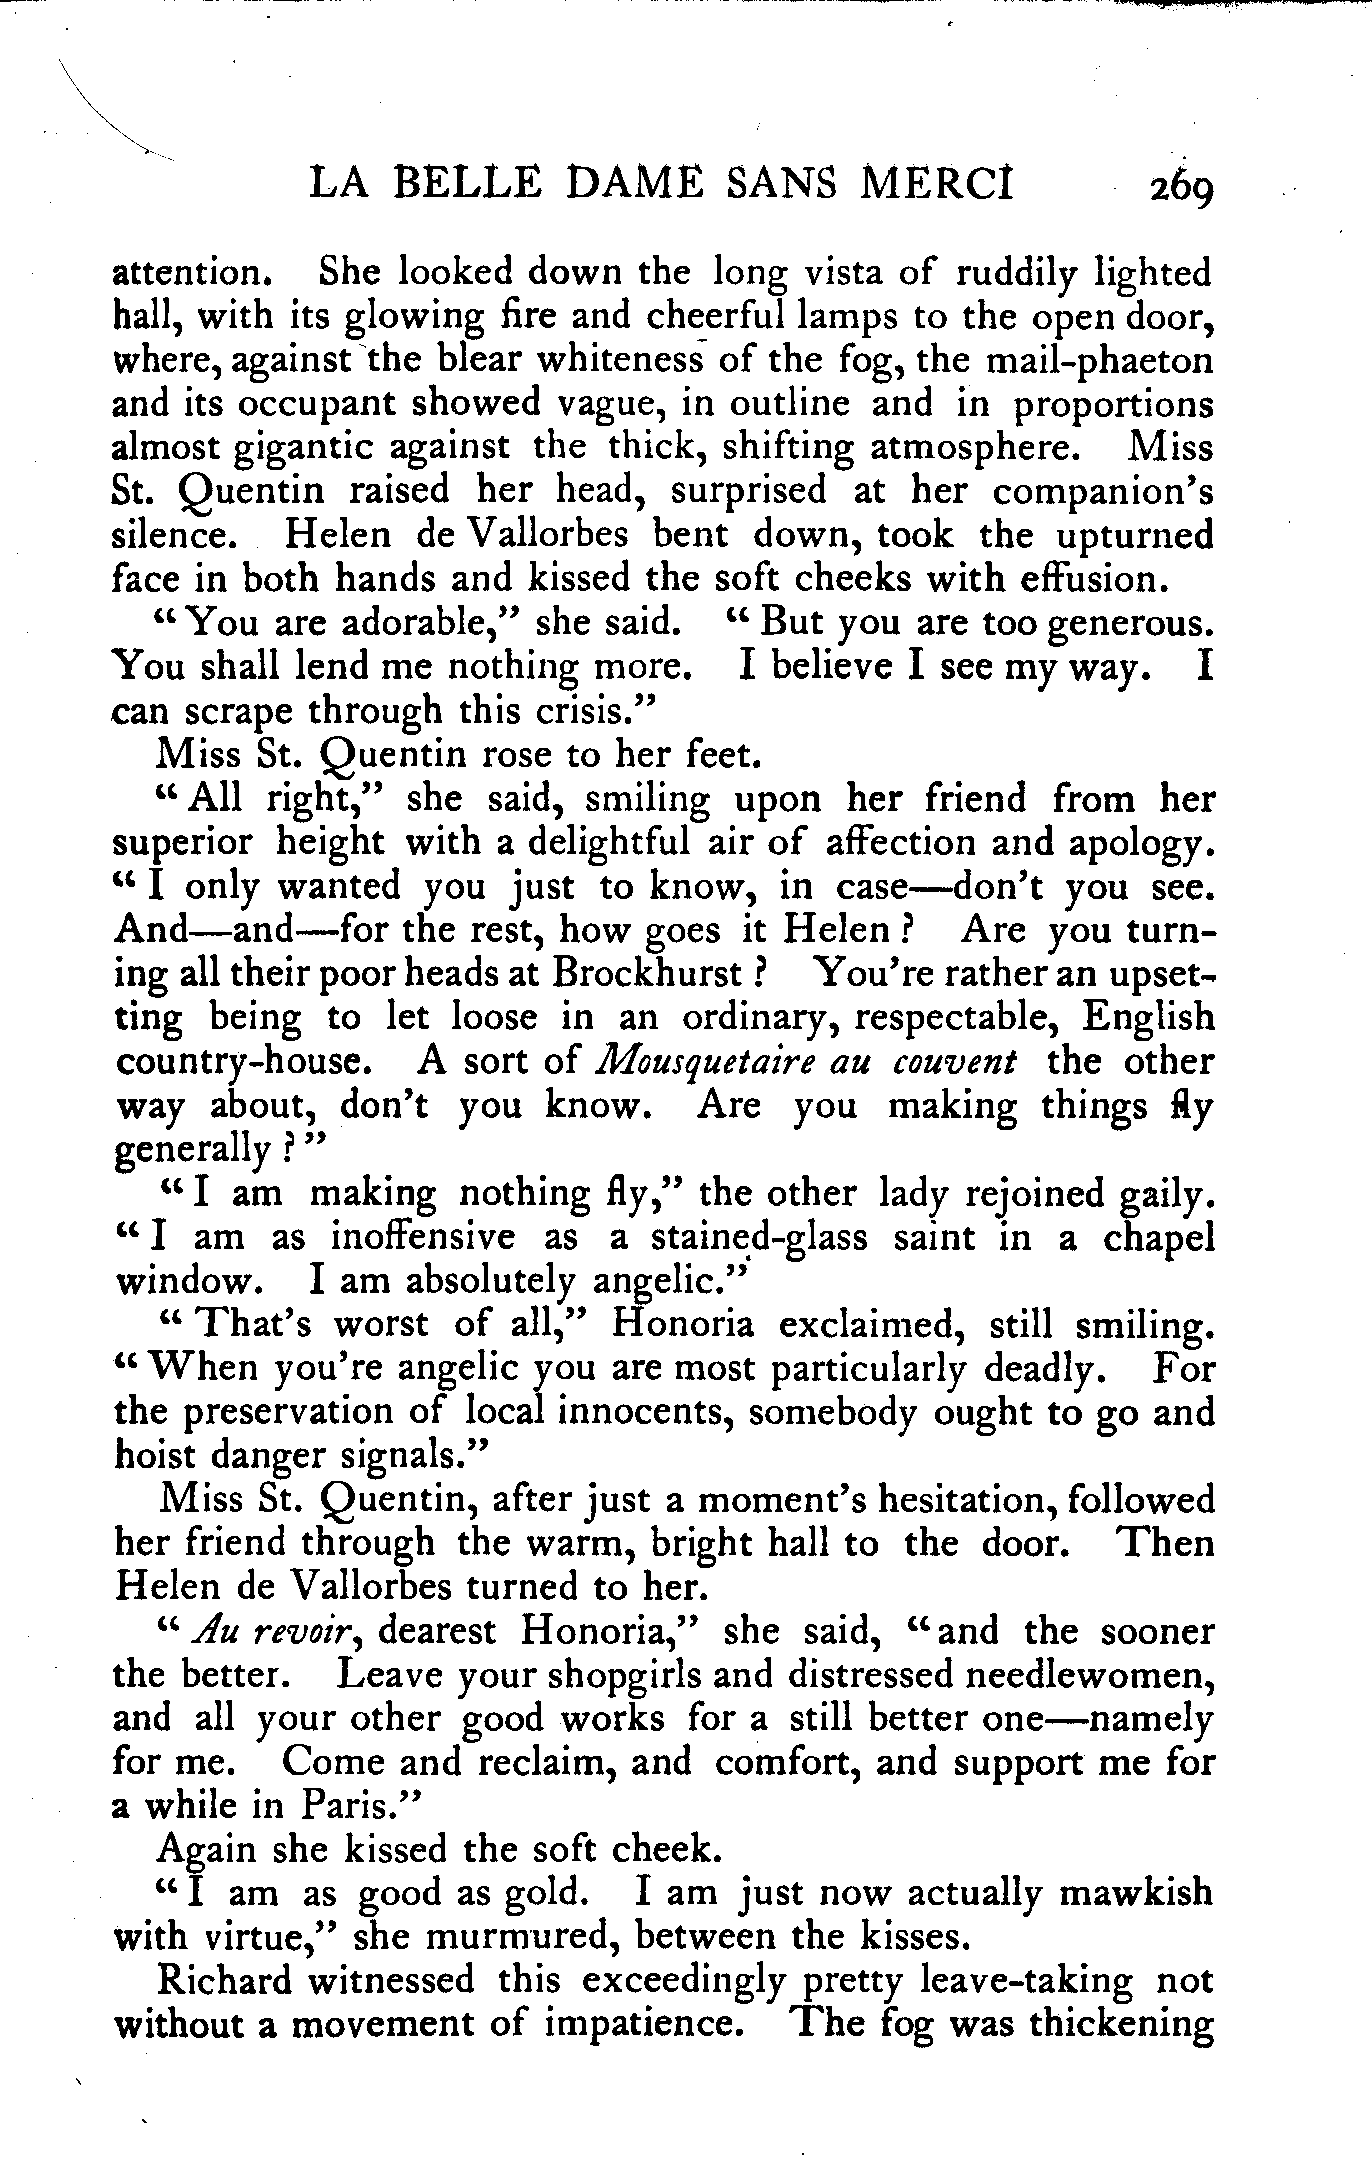 LA BELLE DAME SANS MERCI 269
attention. She looked down the long vista of ruddily lighted
hall, with its glowing fire and cheerful lamps to the open door,
where, against the blear whiteness of the fog, the mail-phaeton
and its occupant showed vague, in outline and in proportions
almost gigantic against the thick, shifting atmosphere. Miss
St. Quentin raised her head, surprised at her companion's
silence. Helen de Vallorbes bent down, took the upturned
face in both hands and kissed the soft cheeks with effusion.
"You are adorable," she said. "But you are too generous.
You shall lend me nothing more. I believe I see my way. I
can scrape through this crisis."
Miss St. Quentin rose to her feet.
"All right," she said, smiling upon her friend from her
superior height with a delightful air of affection and apology.
"I only wanted you just to know, in case—don't you see.
And—and—for the rest, how goes it Helen? Are you turn-
ing all their poor heads at Brockhurst? You're rather an upset-
ting being to let loose in an ordinary, respectable, English
country-house. A sort of Mousquetaire au couvent the other
way about, don't you know. Are you making things fly
generally?"
"I am making nothing fly," the other lady rejoined gaily.
"I am as inoffensive as a stained-glass saint in a chapel
window. I am absolutely angelic."
"That's worst of all," Honoria exclaimed, still smiling.
"When you're angelic you are most particularly deadly. For
the preservation of local innocents, somebody ought to go and
hoist danger signals."
Miss St. Quentin, after just a moment's hesitation, followed
her friend through the warm, bright hall to the door. Then
Helen de Vallorbes turned to her.
"Au revoir, dearest Honoria," she said, "and the sooner
the better. Leave your shopgirls and distressed needlewomen,
and all your other good works for a still better one—namely
for me. Come and reclaim, and comfort, and support me for
a while in Paris."
Again she kissed the soft cheek.
"I am as good as gold. I am just now actually mawkish
with virtue," she murmured, between the kisses.
Richard witnessed this exceedingly pretty leave-taking not
without a movement of impatience. The fog was thickening